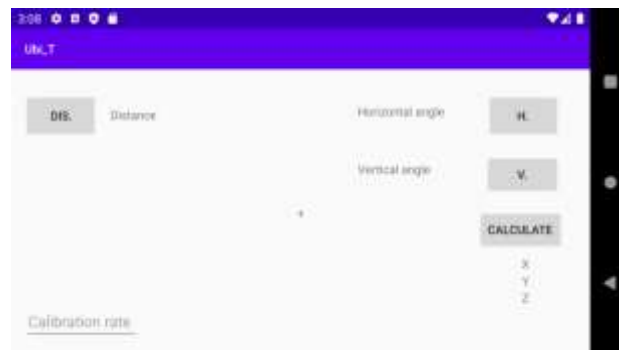 3:08
Ubi_T
DIS. Distance Horizontal angle H.
Vertical angle V.
+
CALCULATE
X
Y
Z
Calibration rate